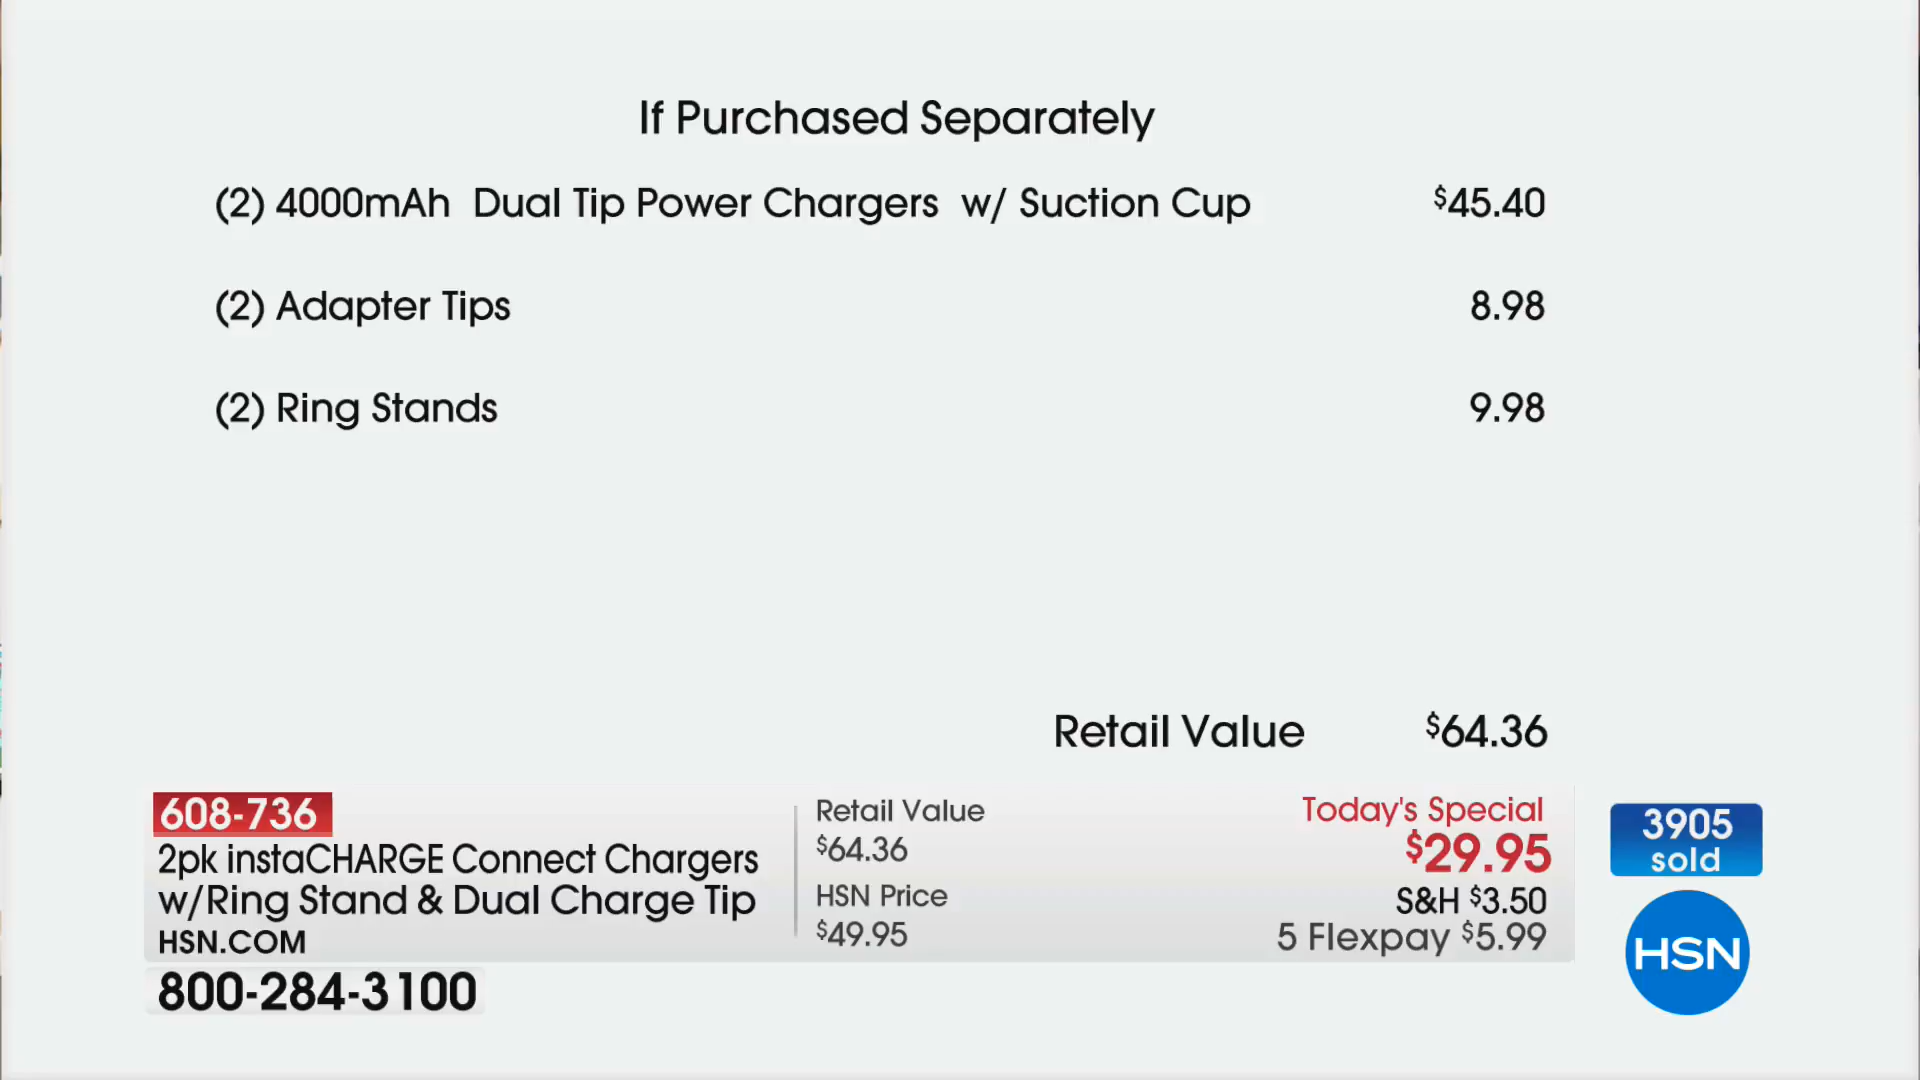 If Purchased Separately
(2) 4000mAh Dual Tip Power Chargers w/ Suction Cup $45.40
(2) Adapter Tips 8.98
(2) Ring Stands 9.98
Retail Value $64.36
608-736
2pk instaCHARGE Connect Chargers
w/Ring Stand & Dual Charge Tip
HSN.COM
800-284-3100
Retail Value
$64.36
HSN Price
$49.95
Today's Special
$29.95
S&H $3.50
5 Flexpay $5.99
3905
sold
HSN